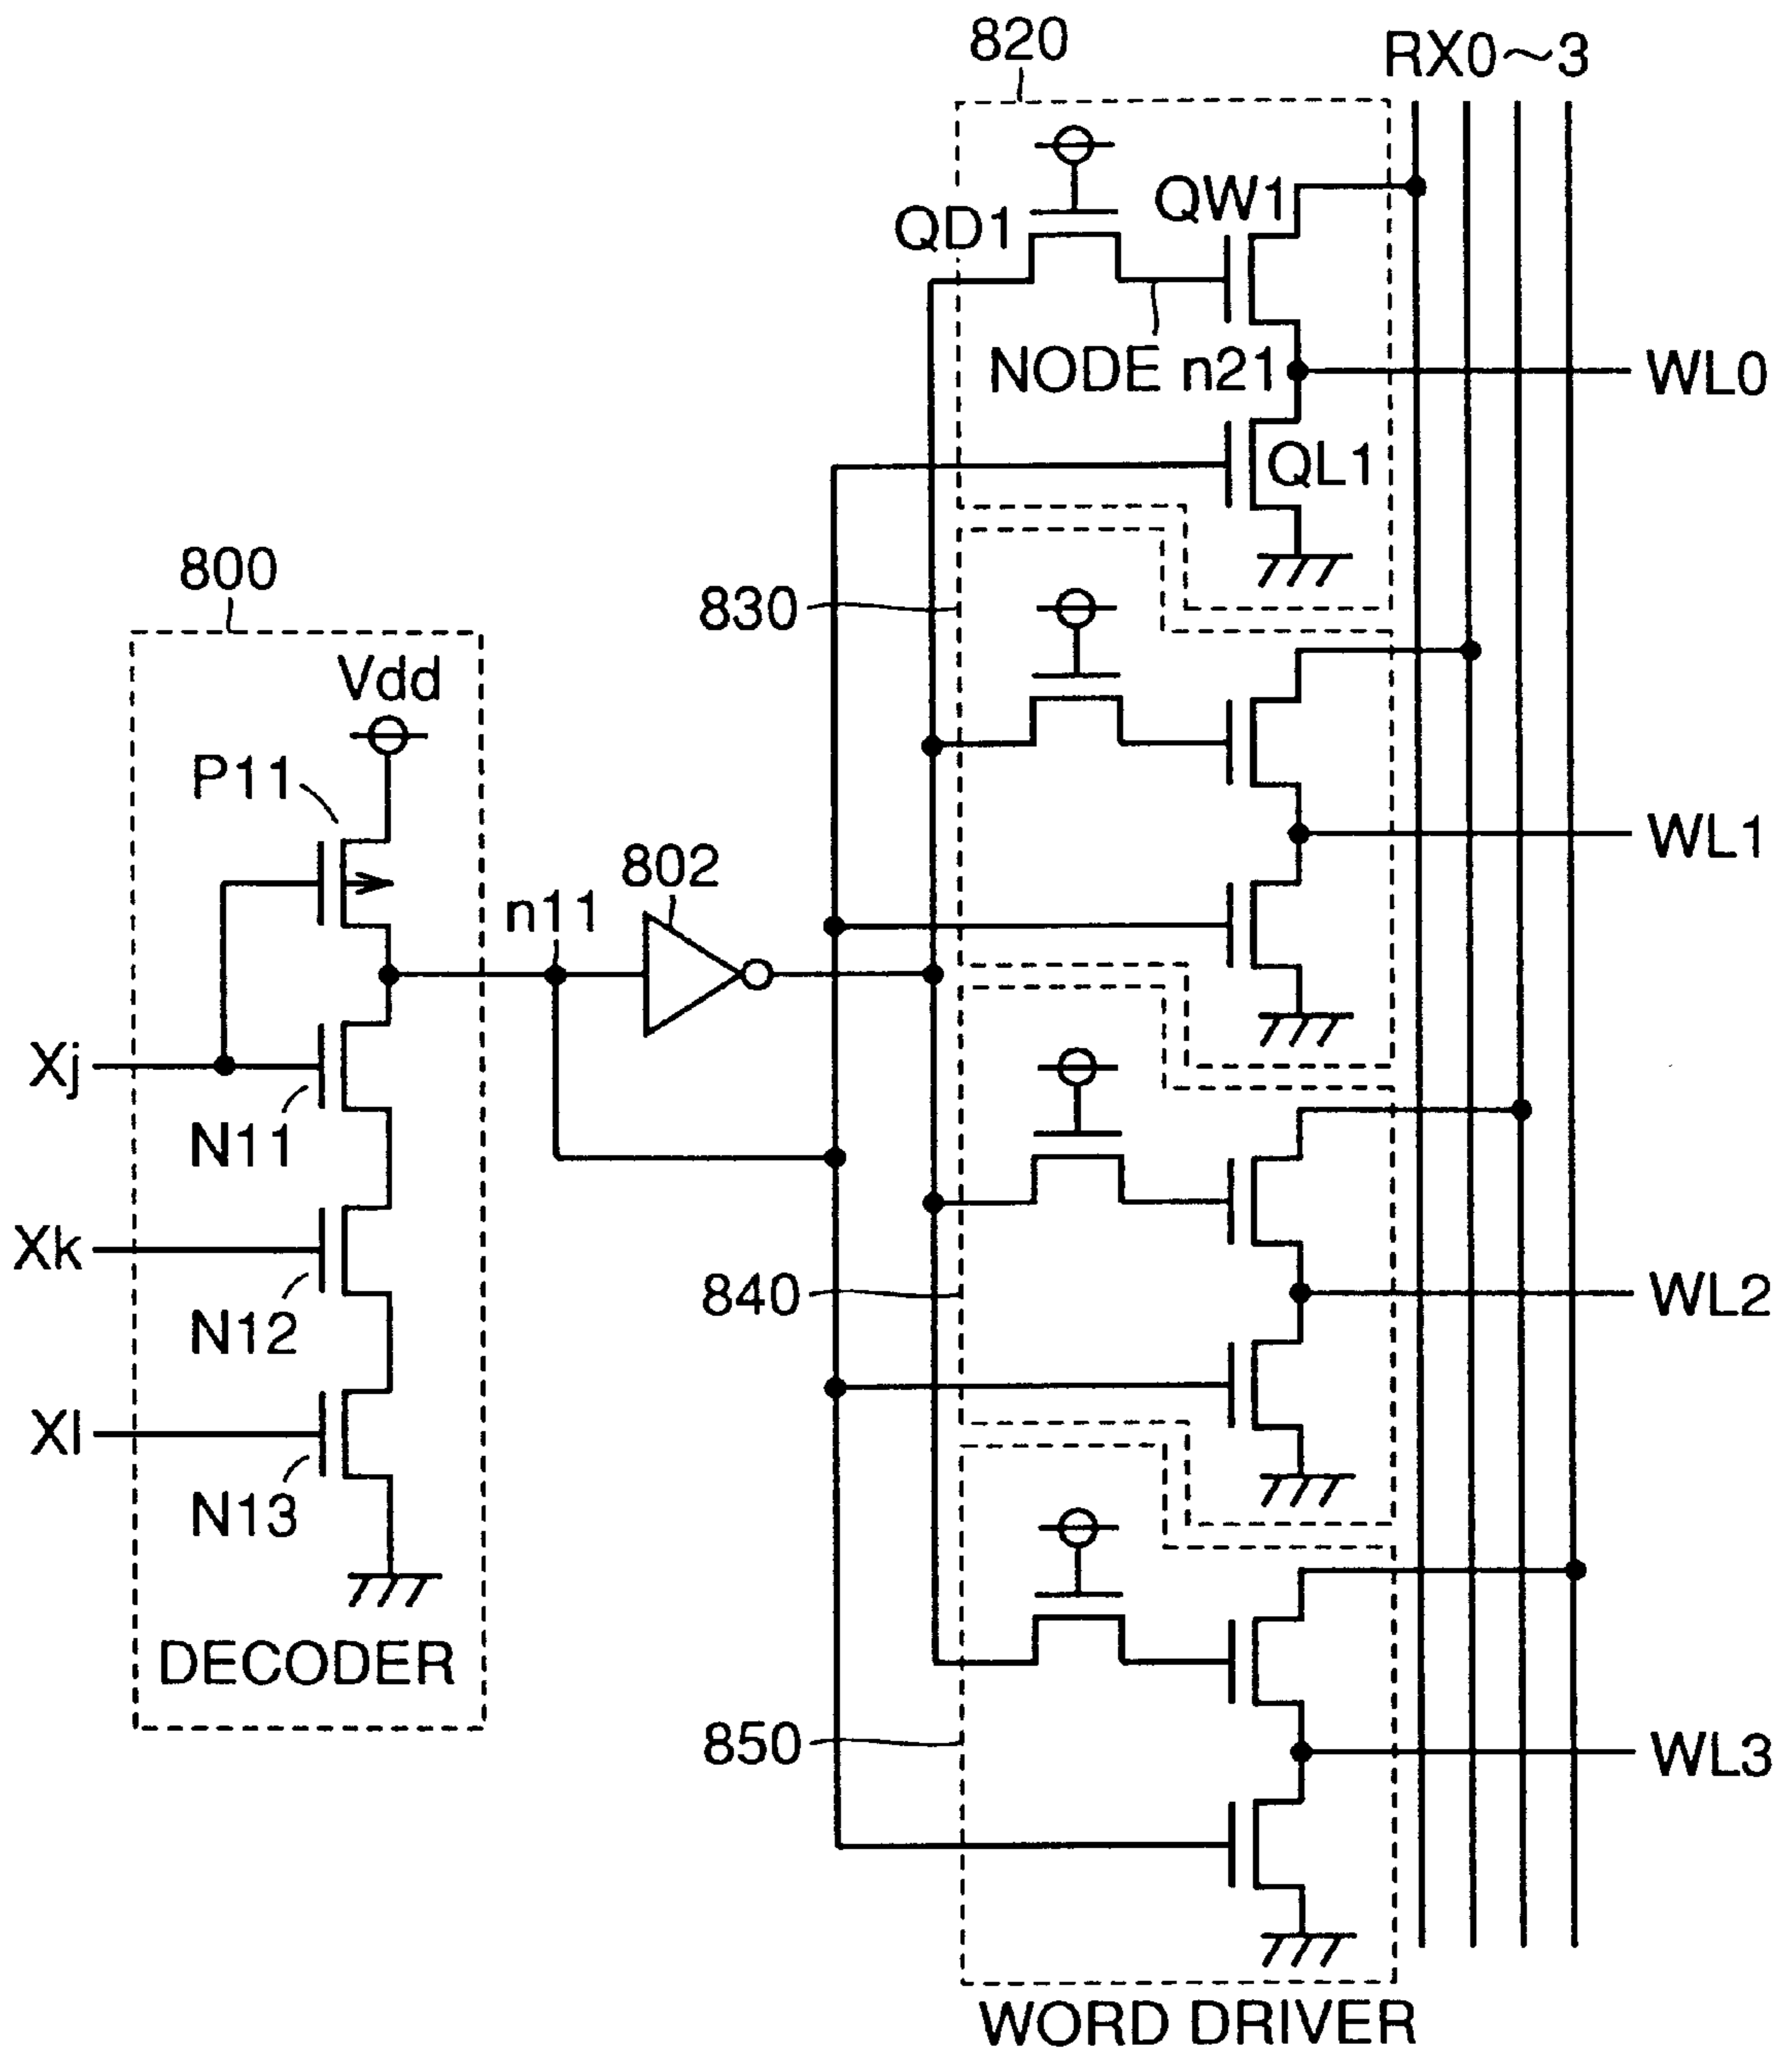 820
RX0～3
QD1
QW1
NODE n21
WL0
QL1
800
830
Vdd
P11
802
n11
WL1
Xj
N11
Xk
N12
840
WL2
Xl
N13
DECODER
850
WL3
WORD DRIVER